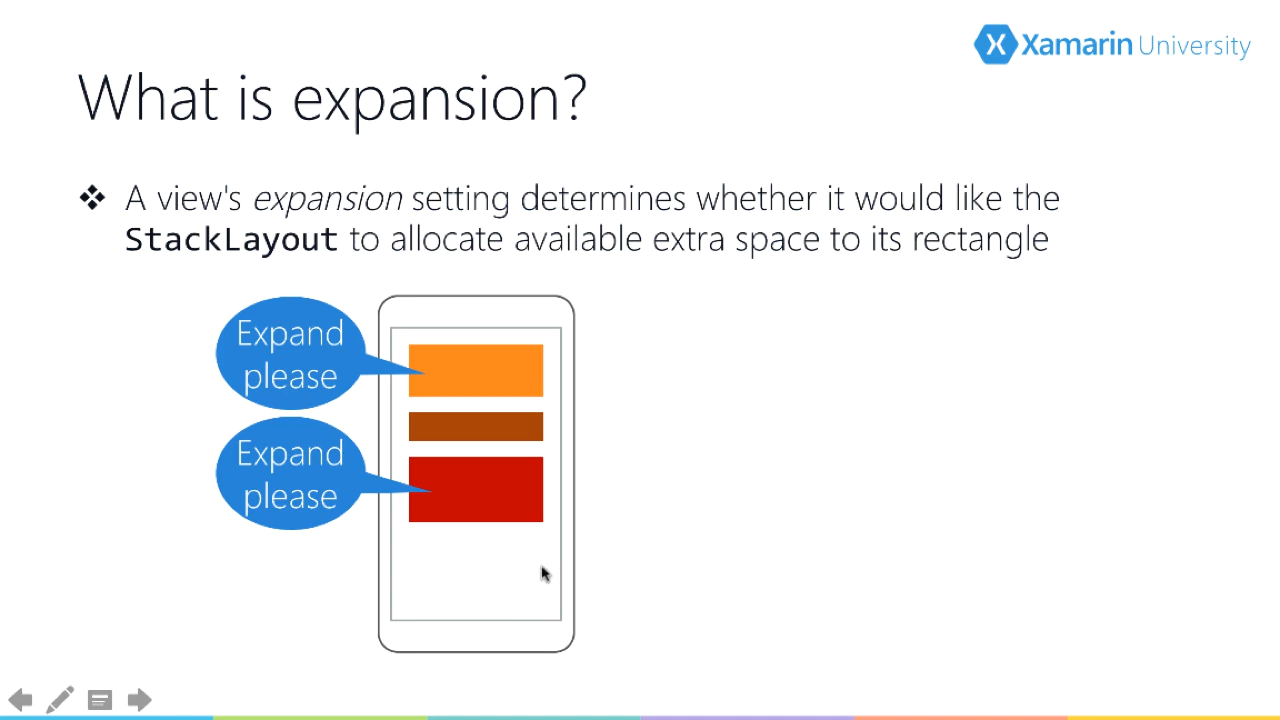 Xamarin University
What is expansion?
❖ A view's expansion setting determines whether it would like the
StackLayout to allocate available extra space to its rectangle
Expand
please
Expand
please